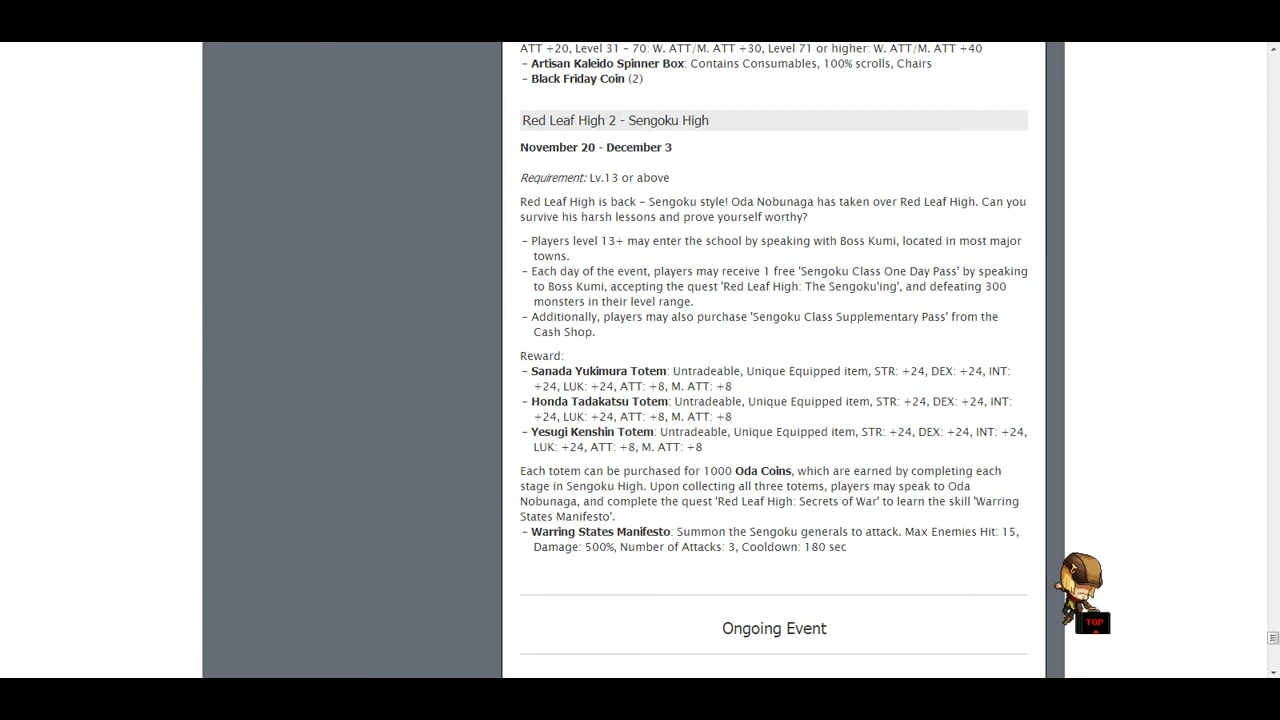 ATT +20, Level 31 - 70: W. ATT/M. ATT +30, Level 71 or higher: W. ATT/M. ATT +40
- Artisan Kaleido Spinner Box: Contains Consumables, 100% scrolls, Chairs
- Black Friday Coin (2)
Red Leaf High 2 - Sengoku High
November 20 - December 3
Requirement: Lv.13 or above
Red Leaf High is back – Sengoku style! Oda Nobunaga has taken over Red Leaf High. Can you
survive his harsh lessons and prove yourself worthy?
- Players level 13+ may enter the school by speaking with Boss Kumi, located in most major
towns.
- Each day of the event, players may receive 1 free 'Sengoku Class One Day Pass' by speaking
to Boss Kumi, accepting the quest 'Red Leaf High: The Sengoku'ing', and defeating 300
monsters in their level range.
- Additionally, players may also purchase 'Sengoku Class Supplementary Pass' from the
Cash Shop.
Reward:
- Sanada Yukimura Totem: Untradeable, Unique Equipped item, STR: +24, DEX: +24, INT:
+24, LUK: +24, ATT: +8, M. ATT: +8
- Honda Tadakatsu Totem: Untradeable, Unique Equipped item, STR: +24, DEX: +24, INT:
+24, LUK: +24, ATT: +8, M. ATT: +8
- Yesugi Kenshin Totem: Untradeable, Unique Equipped item, STR: +24, DEX: +24, INT: +24,
LUK: +24, ATT: +8, M. ATT: +8
Each totem can be purchased for 1000 Oda Coins, which are earned by completing each
stage in Sengoku High. Upon collecting all three totems, players may speak to Oda
Nobunaga, and complete the quest 'Red Leaf High: Secrets of War' to learn the skill 'Warring
States Manifesto'.
- Warring States Manifesto: Summon the Sengoku generals to attack. Max Enemies Hit: 15,
Damage: 500%, Number of Attacks: 3, Cooldown: 180 sec
TOP
Ongoing Event